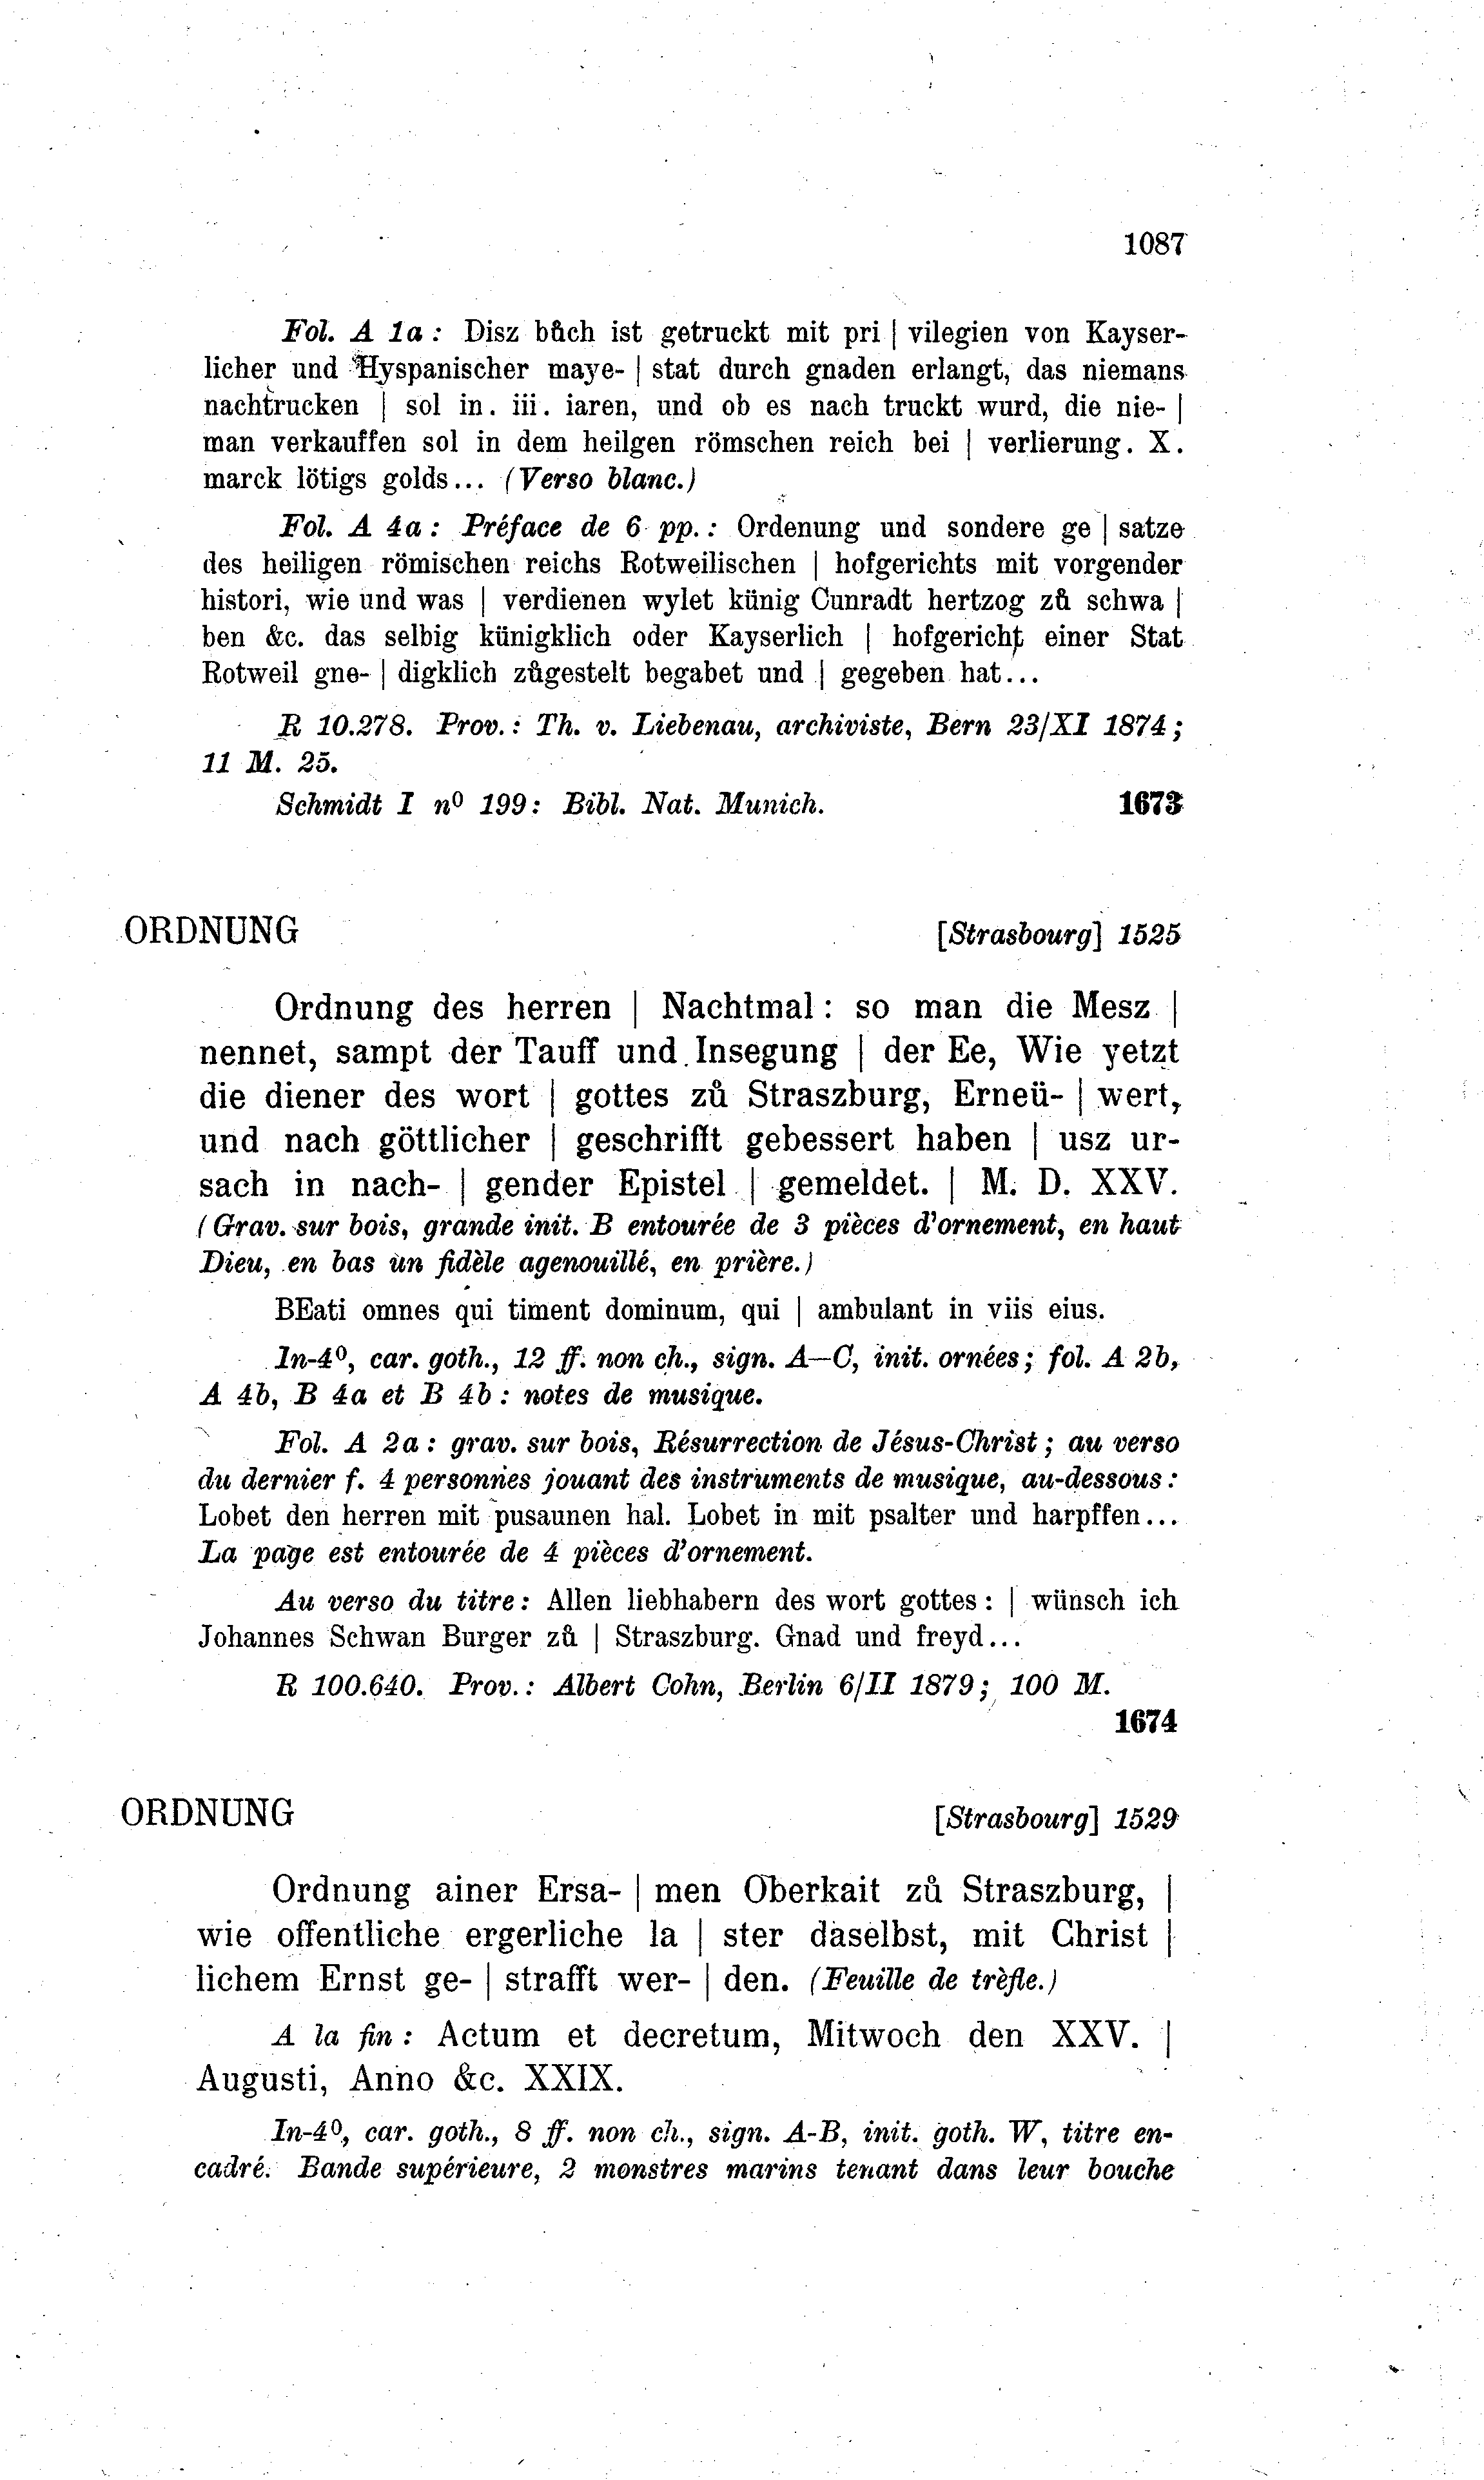 1087
Fol. A 1a : Disz bůch ist getruckt mit pri | vilegien von Kayser-
licher und Hyspanischer maye- | stat durch gnaden erlangt, das niemans
nachtrucken | sol in. iii. iaren, und ob es nach truckt wurd, die nie- |
man verkauffen sol in dem heilgen römschen reich bei | verlierung. X.
marck lötigs golds... (Verso blanc.)
Fol. A 4a : Préface de 6 pp. : Ordenung und sondere ge | satze
des heiligen römischen reichs Rotweilischen | hofgerichts mit vorgender
histori, wie und was | verdienen wylet künig Cunradt hertzog zů schwa |
ben &c. das selbig künigklich oder Kayserlich | hofgericht einer Stat
Rotweil gne- | digklich zůgestelt begabet und | gegeben hat...
R 10.278. Prov. : Th. v. Liebenau, archiviste, Bern 23/XI 1874 ;
11 M. 25.
Schmidt I nº 199 : Bibl. Nat. Munich. 1673
ORDNUNG [Strasbourg] 1525
Ordnung des herren | Nachtmal : so man die Mesz |
nennet, sampt der Tauff und Insegung | der Ee, Wie yetzt
die diener des wort | gottes zů Straszburg, Erneü- | wert,
und nach göttlicher | geschrifft gebessert haben | usz ur-
sach in nach- | gender Epistel | gemeldet. | M. D. XXV.
(Grav. sur bois, grande init. B entourée de 3 pièces d'ornement, en haut
Dieu, en bas un fidèle agenouillé, en prière.)
BEati omnes qui timent dominum, qui | ambulant in viis eius.
In-4º, car. goth., 12 ff. non ch., sign. A—C, init. ornées ; fol. A 2b,
A 4b, B 4a et B 4b : notes de musique.
Fol. A 2a : grav. sur bois, Résurrection de Jésus-Christ ; au verso
du dernier f. 4 personnes jouant des instruments de musique, au-dessous :
Lobet den herren mit pusaunen hal. Lobet in mit psalter und harpffen...
La page est entourée de 4 pièces d'ornement.
Au verso du titre : Allen liebhabern des wort gottes : | wünsch ich
Johannes Schwan Burger zů | Straszburg. Gnad und freyd...
R 100.640. Prov. : Albert Cohn, Berlin 6/II 1879 ; 100 M.
1674
ORDNUNG [Strasbourg] 1529
Ordnung ainer Ersa- | men Oberkait zů Straszburg, |
wie offentliche ergerliche la | ster daselbst, mit Christ |
lichem Ernst ge- | strafft wer- | den. (Feuille de trèfle.)
A la fin : Actum et decretum, Mitwoch den XXV. |
Augusti, Anno &c. XXIX.
In-4º, car. goth., 8 ff. non ch., sign. A-B, init. goth. W, titre en-
cadré. Bande supérieure, 2 monstres marins tenant dans leur bouche